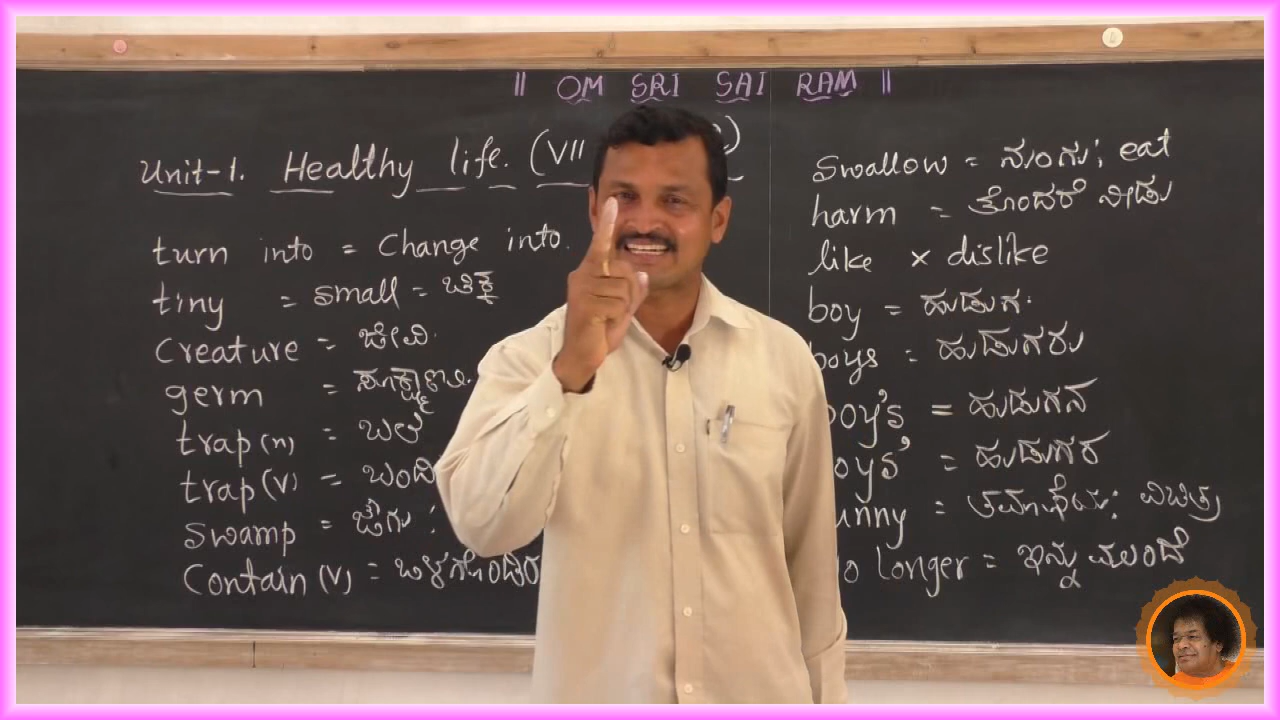 ॥ OM SRI SAI RAM ॥
Unit-1. Healthy life. (VII
turn into = Change into.
tiny = small = ಚಿಕ್ಕ
Creature = ಜೀವಿ.
germ =
trap(n) = ಬಲೆ
trap(v) = ಬಂಧಿ
swamp = ಜೌಗು :
Contain (v) = ಒಳಗೊಂಡಿರ
swallow = ನುಂಗು; eat
harm = ತೊಂದರೆ ನೀಡು
like × dislike
boy = ಹುಡುಗ.
boys = ಹುಡುಗರು
boy's = ಹುಡುಗನ
oys' = ಹುಡುಗರ
unny = ತಮಾಷೆಯ; ವಿಚಿತ್ರ
o longer = ಇನ್ನು ಮುಂದೆ